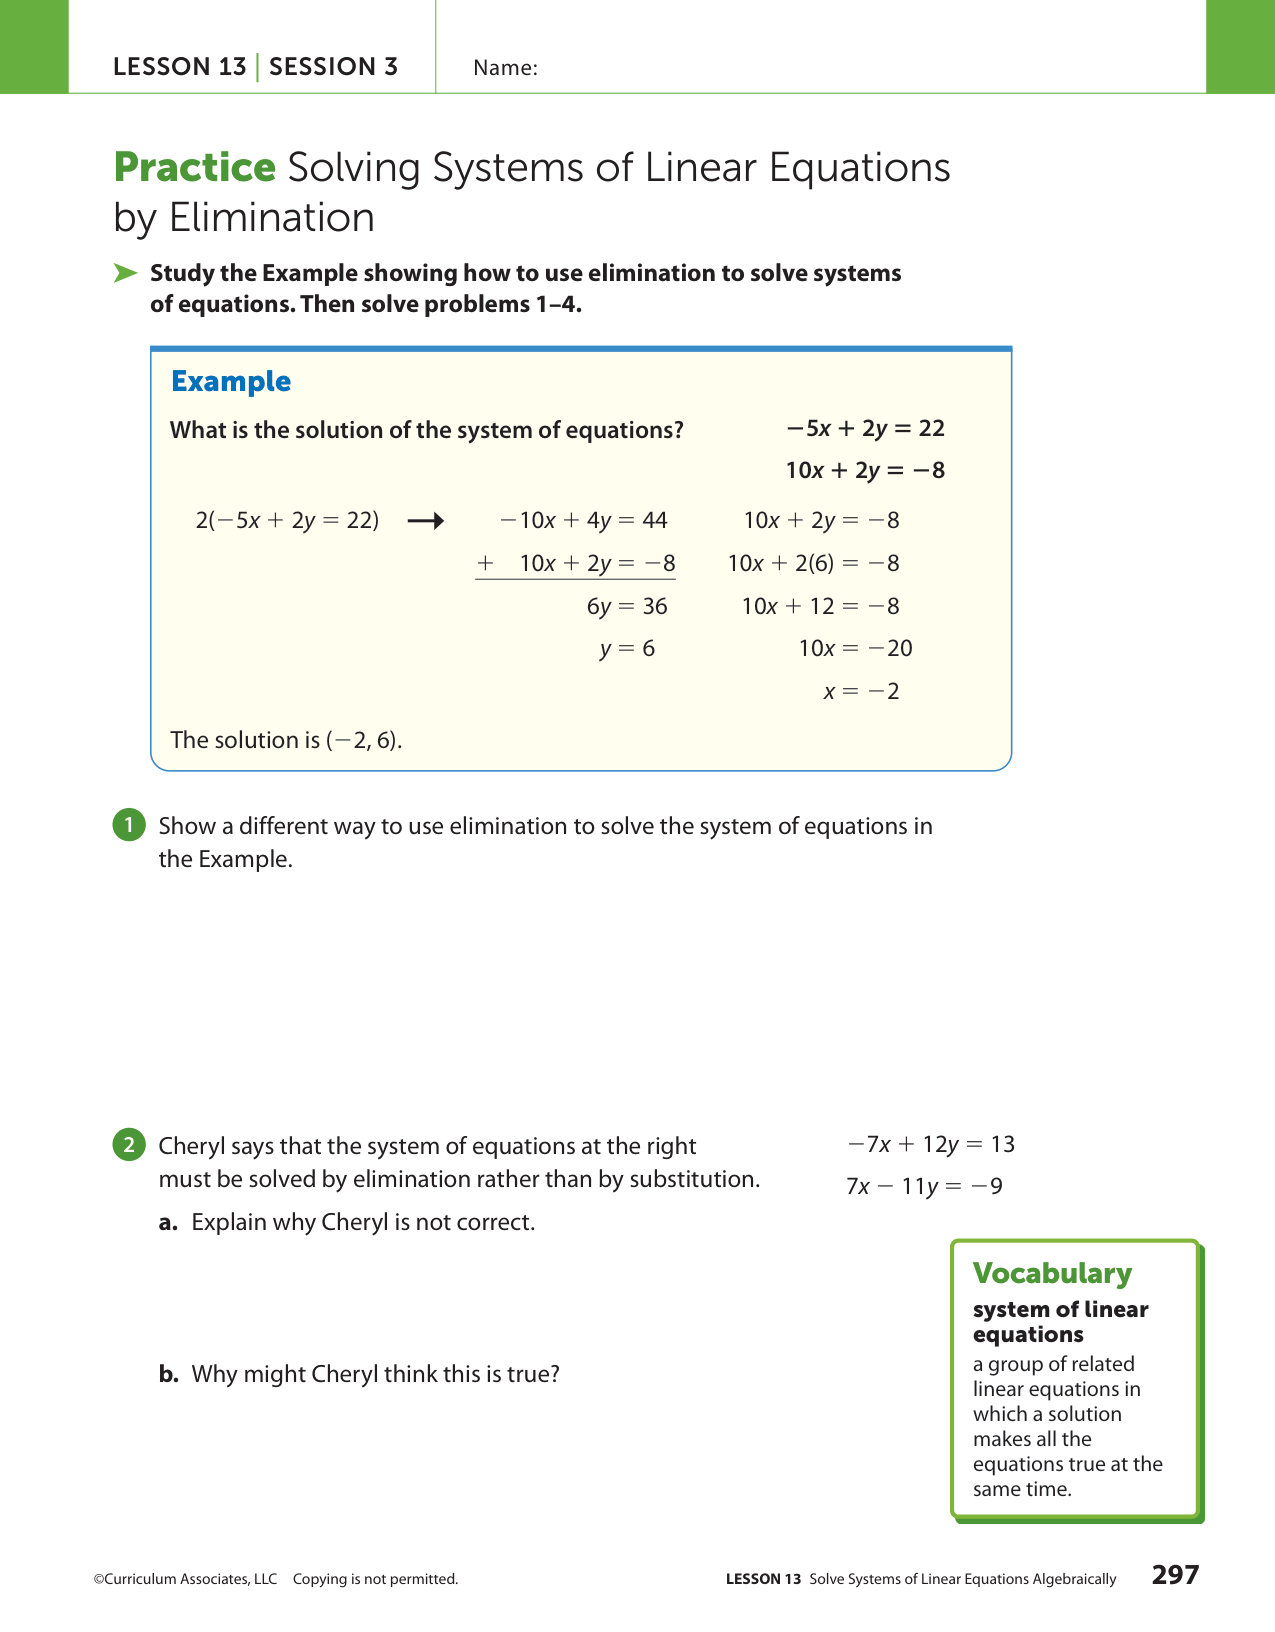 LESSON 13 | SESSION 3
Name:
Practice Solving Systems of Linear Equations
by Elimination
➤ Study the Example showing how to use elimination to solve systems
of equations. Then solve problems 1–4.
Example
What is the solution of the system of equations?
−5x + 2y = 22
10x + 2y = −8
2(−5x + 2y = 22) ⟶ −10x + 4y = 44
+ 10x + 2y = −8
6y = 36
y = 6
10x + 2y = −8
10x + 2(6) = −8
10x + 12 = −8
10x = −20
x = −2
The solution is (−2, 6).
1 Show a different way to use elimination to solve the system of equations in
the Example.
2 Cheryl says that the system of equations at the right
must be solved by elimination rather than by substitution.
−7x + 12y = 13
7x − 11y = −9
a. Explain why Cheryl is not correct.
b. Why might Cheryl think this is true?
Vocabulary
system of linear
equations
a group of related
linear equations in
which a solution
makes all the
equations true at the
same time.
©Curriculum Associates, LLC Copying is not permitted.
LESSON 13 Solve Systems of Linear Equations Algebraically 297